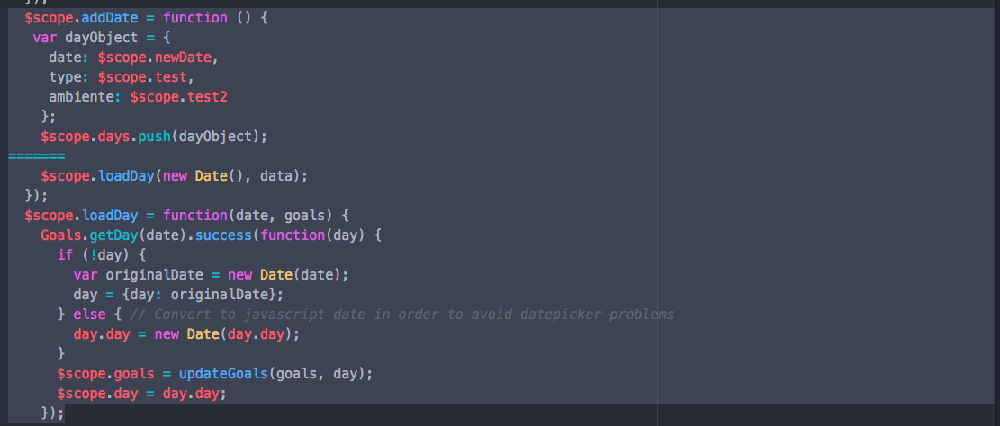 });
$scope.addDate = function () {
var dayObject = {
date: $scope.newDate,
type: $scope.test,
ambiente: $scope.test2
};
$scope.days.push(dayObject);
=======
$scope.loadDay(new Date(), data);
});
$scope.loadDay = function(date, goals) {
Goals.getDay(date).success(function(day) {
if (!day) {
var originalDate = new Date(date);
day = {day: originalDate};
} else { // Convert to javascript date in order to avoid datepicker problems
day.day = new Date(day.day);
}
$scope.goals = updateGoals(goals, day);
$scope.day = day.day;
});